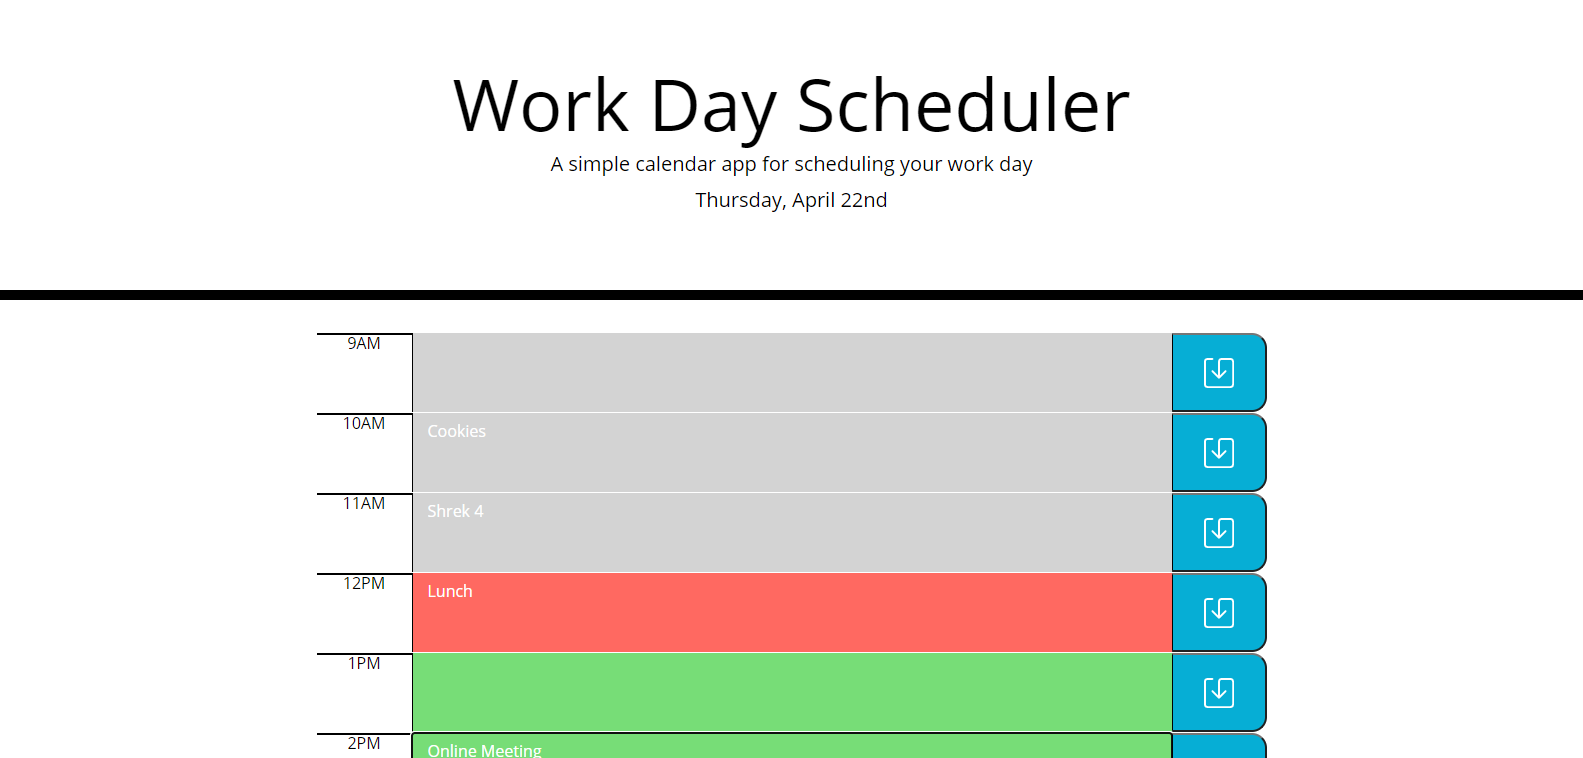 Work Day Scheduler
A simple calendar app for scheduling your work day
Thursday, April 22nd
9AM
10AM
Cookies
11AM
Shrek 4
12PM
Lunch
1PM
2PM
Online Meeting